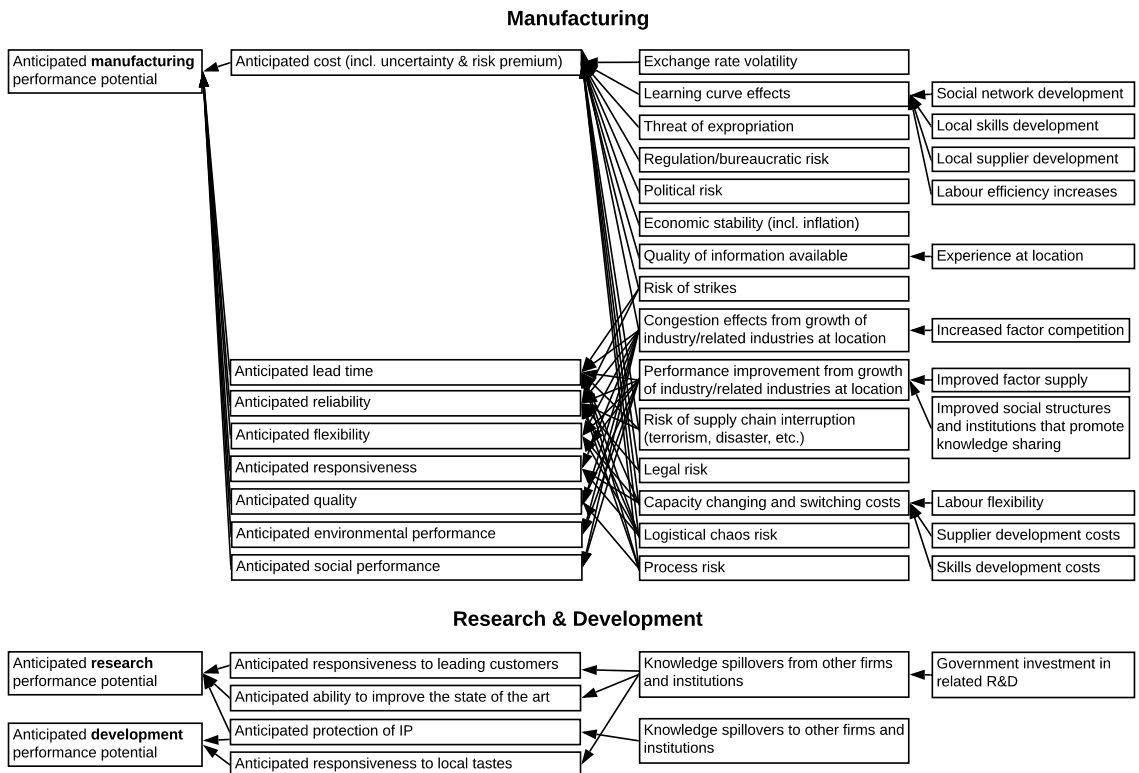 Manufacturing
Anticipated manufacturing
performance potential
Anticipated cost (incl. uncertainty & risk premium)
Anticipated lead time
Anticipated reliability
Anticipated flexibility
Anticipated responsiveness
Anticipated quality
Anticipated environmental performance
Anticipated social performance
Exchange rate volatility
Learning curve effects
Threat of expropriation
Regulation/bureaucratic risk
Political risk
Economic stability (incl. inflation)
Quality of information available
Risk of strikes
Congestion effects from growth of
industry/related industries at location
Performance improvement from growth
of industry/related industries at location
Risk of supply chain interruption
(terrorism, disaster, etc.)
Legal risk
Capacity changing and switching costs
Logistical chaos risk
Process risk
Social network development
Local skills development
Local supplier development
Labour efficiency increases
Experience at location
Increased factor competition
Improved factor supply
Improved social structures
and institutions that promote
knowledge sharing
Labour flexibility
Supplier development costs
Skills development costs
Research & Development
Anticipated research
performance potential
Anticipated development
performance potential
Anticipated responsiveness to leading customers
Anticipated ability to improve the state of the art
Anticipated protection of IP
Anticipated responsiveness to local tastes
Knowledge spillovers from other firms
and institutions
Knowledge spillovers to other firms and
institutions
Government investment in
related R&D